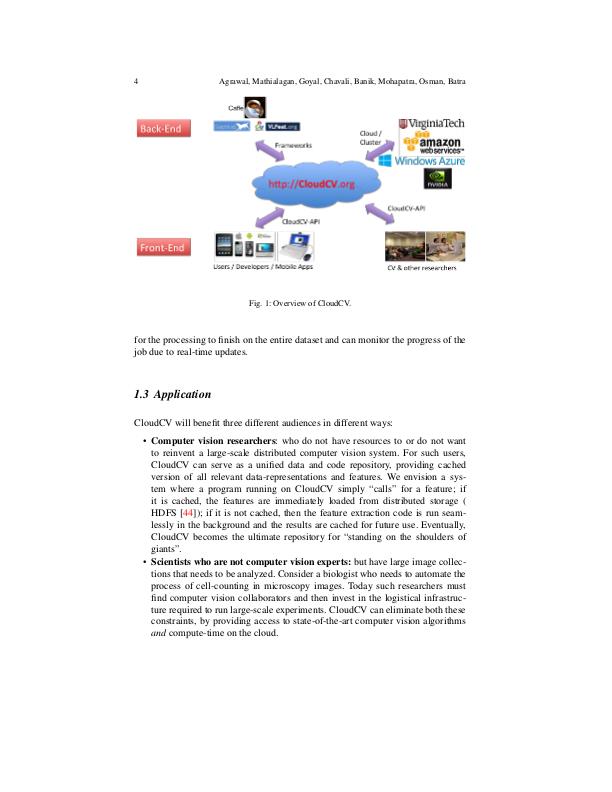 4 Agrawal, Mathialagan, Goyal, Chavali, Banik, Mohapatra, Osman, Batra
Caffe
Back-End
VLFeat.org
Frameworks
Cloud /
Cluster
VirginiaTech
amazon
webservices™
Windows Azure
NVIDIA
http://CloudCV.org
CloudCV-API
CloudCV-API
Front-End
Users / Developers / Mobile Apps
CV & other researchers
Fig. 1: Overview of CloudCV.
for the processing to finish on the entire dataset and can monitor the progress of the
job due to real-time updates.
1.3 Application
CloudCV will benefit three different audiences in different ways:
• Computer vision researchers: who do not have resources to or do not want
to reinvent a large-scale distributed computer vision system. For such users,
CloudCV can serve as a unified data and code repository, providing cached
version of all relevant data-representations and features. We envision a sys-
tem where a program running on CloudCV simply “calls” for a feature; if
it is cached, the features are immediately loaded from distributed storage (
HDFS [44]); if it is not cached, then the feature extraction code is run seam-
lessly in the background and the results are cached for future use. Eventually,
CloudCV becomes the ultimate repository for “standing on the shoulders of
giants”.
• Scientists who are not computer vision experts: but have large image collec-
tions that needs to be analyzed. Consider a biologist who needs to automate the
process of cell-counting in microscopy images. Today such researchers must
find computer vision collaborators and then invest in the logistical infrastruc-
ture required to run large-scale experiments. CloudCV can eliminate both these
constraints, by providing access to state-of-the-art computer vision algorithms
and compute-time on the cloud.